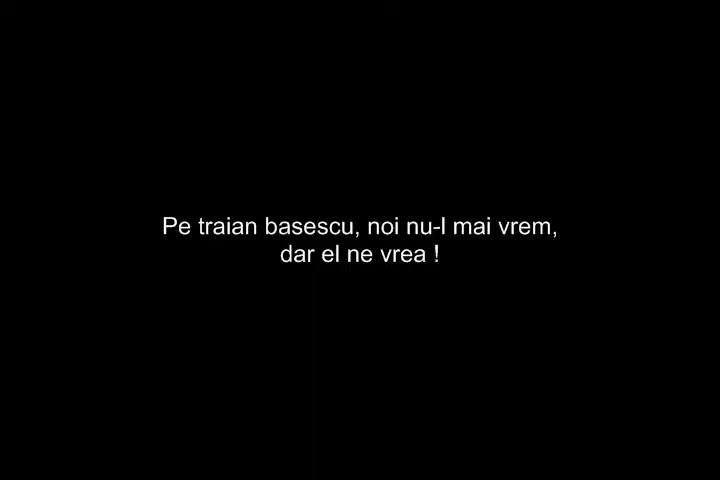 Pe traian basescu, noi nu-l mai vrem,
dar el ne vrea !